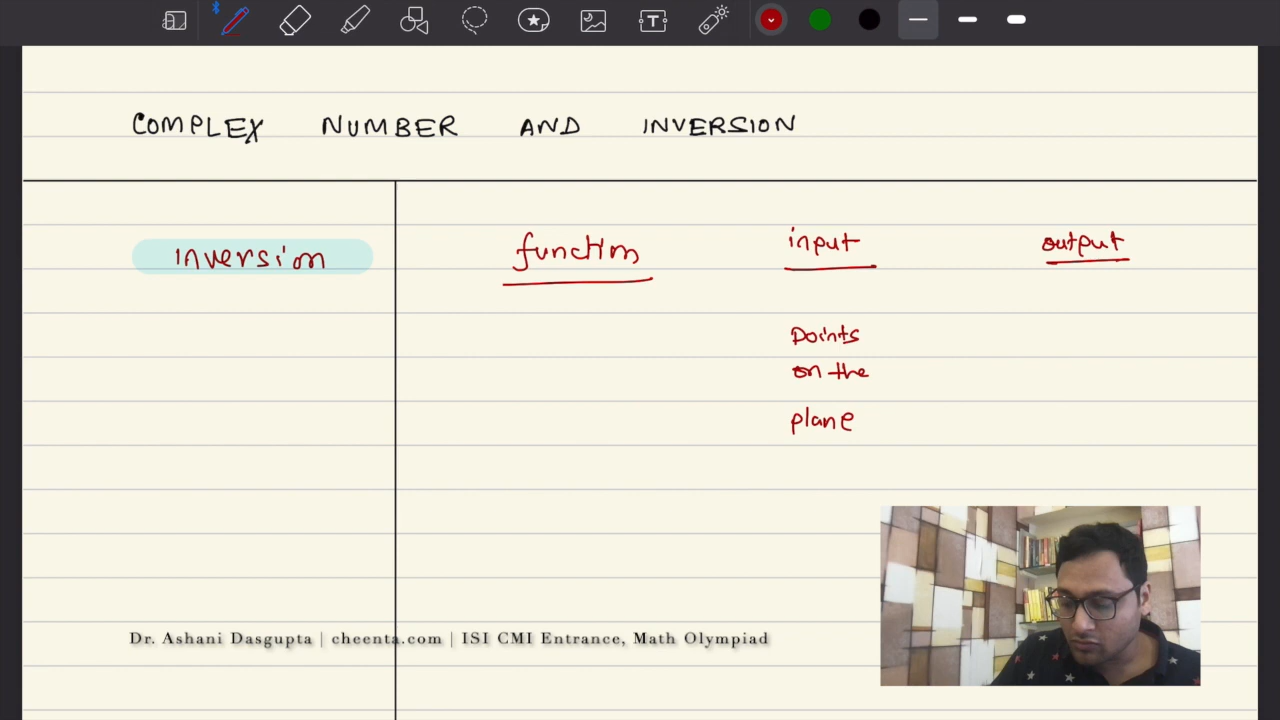 COMPLEX NUMBER AND INVERSION
inversion function input output
Points
on the
plane
Dr. Ashani Dasgupta | cheenta.com | ISI CMI Entrance, Math Olympiad